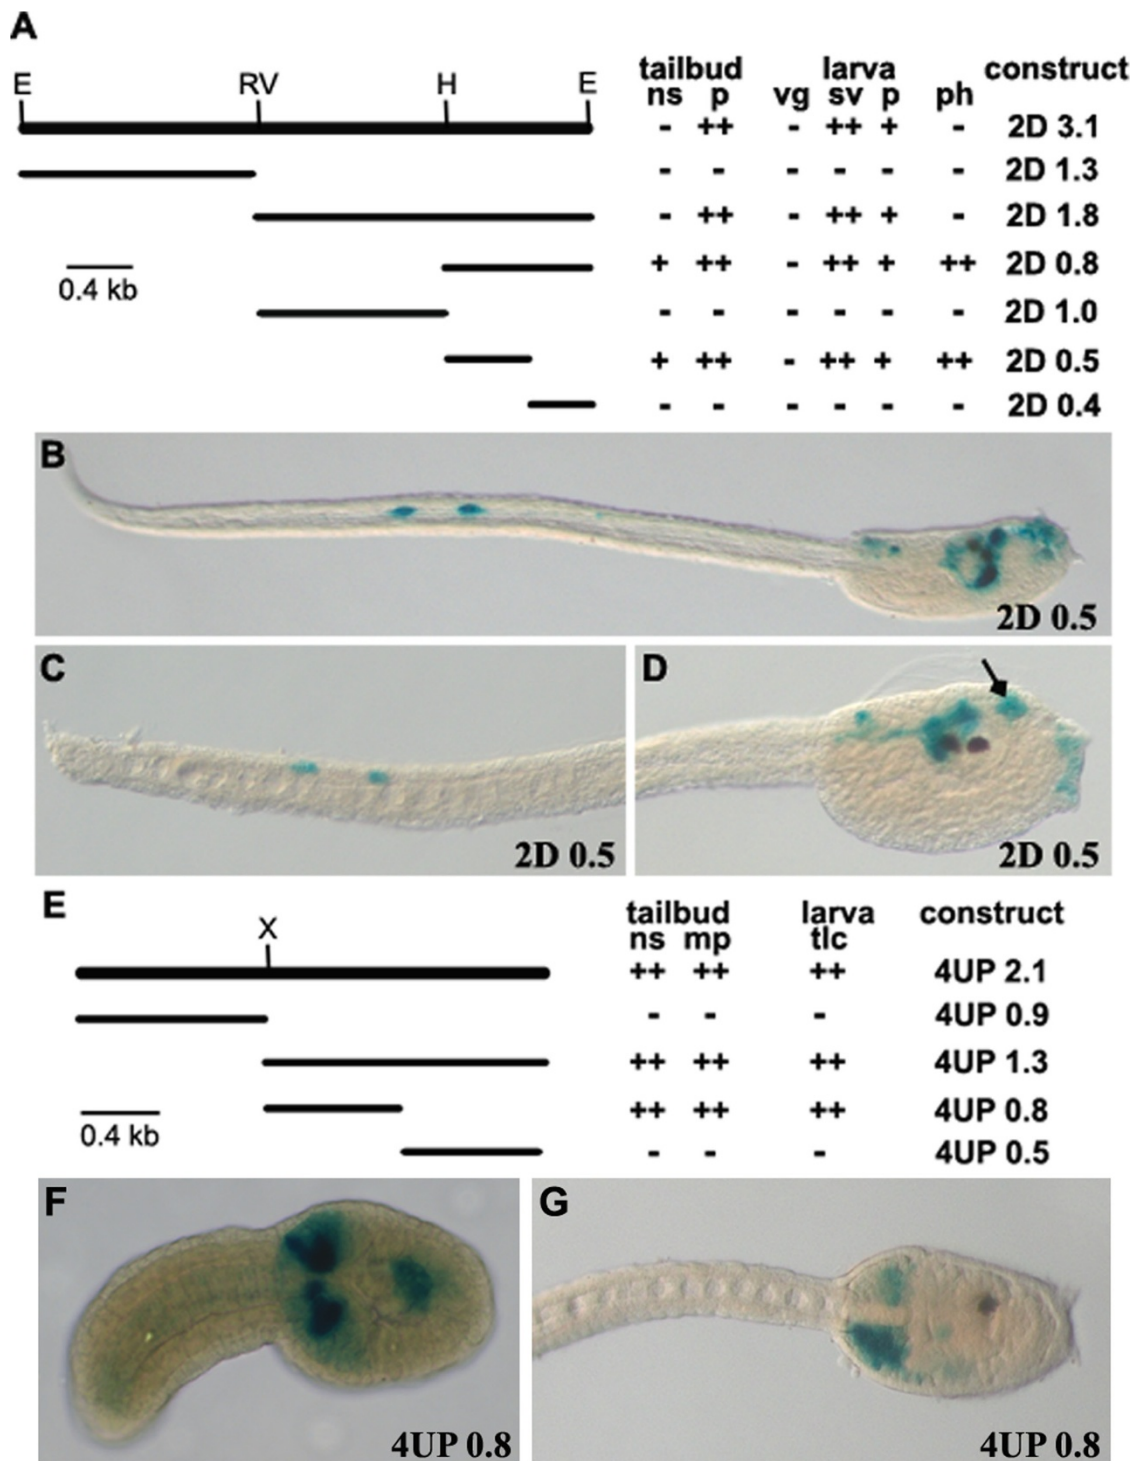 A
E RV H E
tailbud larva construct
ns p vg sv p ph
- ++ - ++ + - 2D 3.1
- - - - - - 2D 1.3
- ++ - ++ + - 2D 1.8
+ ++ - ++ + ++ 2D 0.8
0.4 kb
- - - - - - 2D 1.0
+ ++ - ++ + ++ 2D 0.5
- - - - - - 2D 0.4
B
2D 0.5
C
2D 0.5
D
2D 0.5
E
X
tailbud larva construct
ns mp tlc
++ ++ ++ 4UP 2.1
- - - 4UP 0.9
++ ++ ++ 4UP 1.3
++ ++ ++ 4UP 0.8
0.4 kb
- - - 4UP 0.5
F
4UP 0.8
G
4UP 0.8